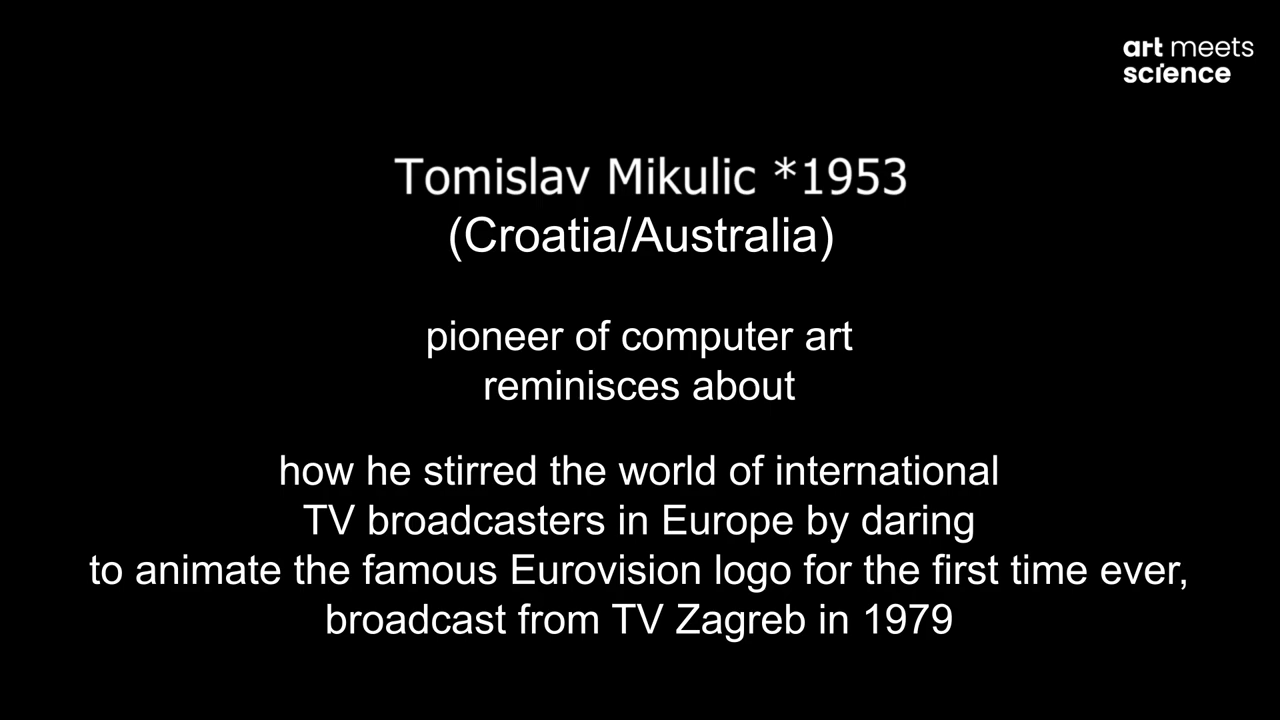 art meets
science
Tomislav Mikulic *1953
(Croatia/Australia)
pioneer of computer art
reminisces about
how he stirred the world of international
TV broadcasters in Europe by daring
to animate the famous Eurovision logo for the first time ever,
broadcast from TV Zagreb in 1979